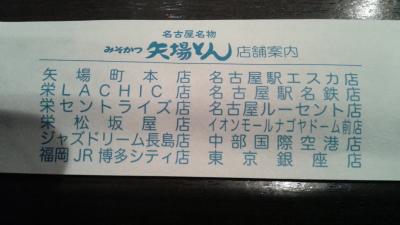 名古屋名物
みそかつ 矢場とん 店舗案内
矢場町本店 名古屋駅エスカ店
栄LACHIC店 名古屋駅名鉄店
栄セントライズ店 名古屋ルーセント店
栄松坂屋店 イオンモールナゴヤドーム前店
ジャズドリーム長島店 中部国際空港店
福岡JR博多シティ店 東京銀座店